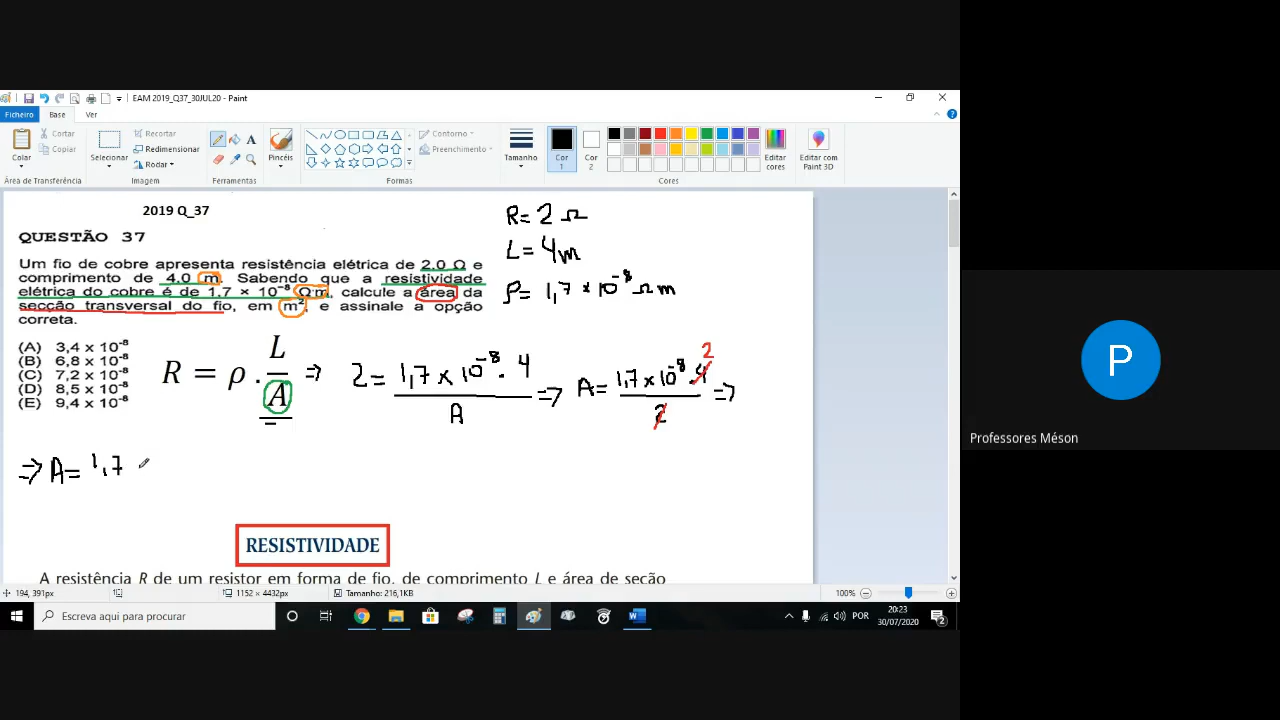 EAM 2019_Q37_30JUL20 - Paint
Ficheiro Base Ver
Colar
Cortar
Copiar
Área de Transferência
Selecionar
Recortar
Redimensionar
Rodar
Imagem
A
Ferramentas
Pincéis
Contorno
Preenchimento
Formas
Tamanho
Cor 1
Cor 2
Editar cores
Cores
Editar com Paint 3D
2019 Q_37
QUESTÃO 37
Um fio de cobre apresenta resistência elétrica de 2,0 Ω e
comprimento de 4,0 m. Sabendo que a resistividade
elétrica do cobre é de 1,7 × 10⁻⁸ Ω·m, calcule a área da
secção transversal do fio, em m², e assinale a opção
correta.
(A) 3,4 x 10⁻⁸
(B) 6,8 x 10⁻⁸
(C) 7,2 x 10⁻⁸
(D) 8,5 x 10⁻⁸
(E) 9,4 x 10⁻⁸
R= 2 Ω
L= 4m
ρ= 1,7 × 10⁻⁸ Ω m
R = ρ . L / A ⇒ 2 = 1,7 × 10⁻⁸ . 4 / A ⇒ A = 1,7 × 10⁻⁸ . 4 2 / 2 ⇒
⇒ A= 1,7
RESISTIVIDADE
A resistência R de um resistor em forma de fio, de comprimento L e área de seção
194, 391px 1152 × 4432px Tamanho: 216,1KB 100%
Escreva aqui para procurar
POR
20:23
30/07/2020
2
P
Professores Méson